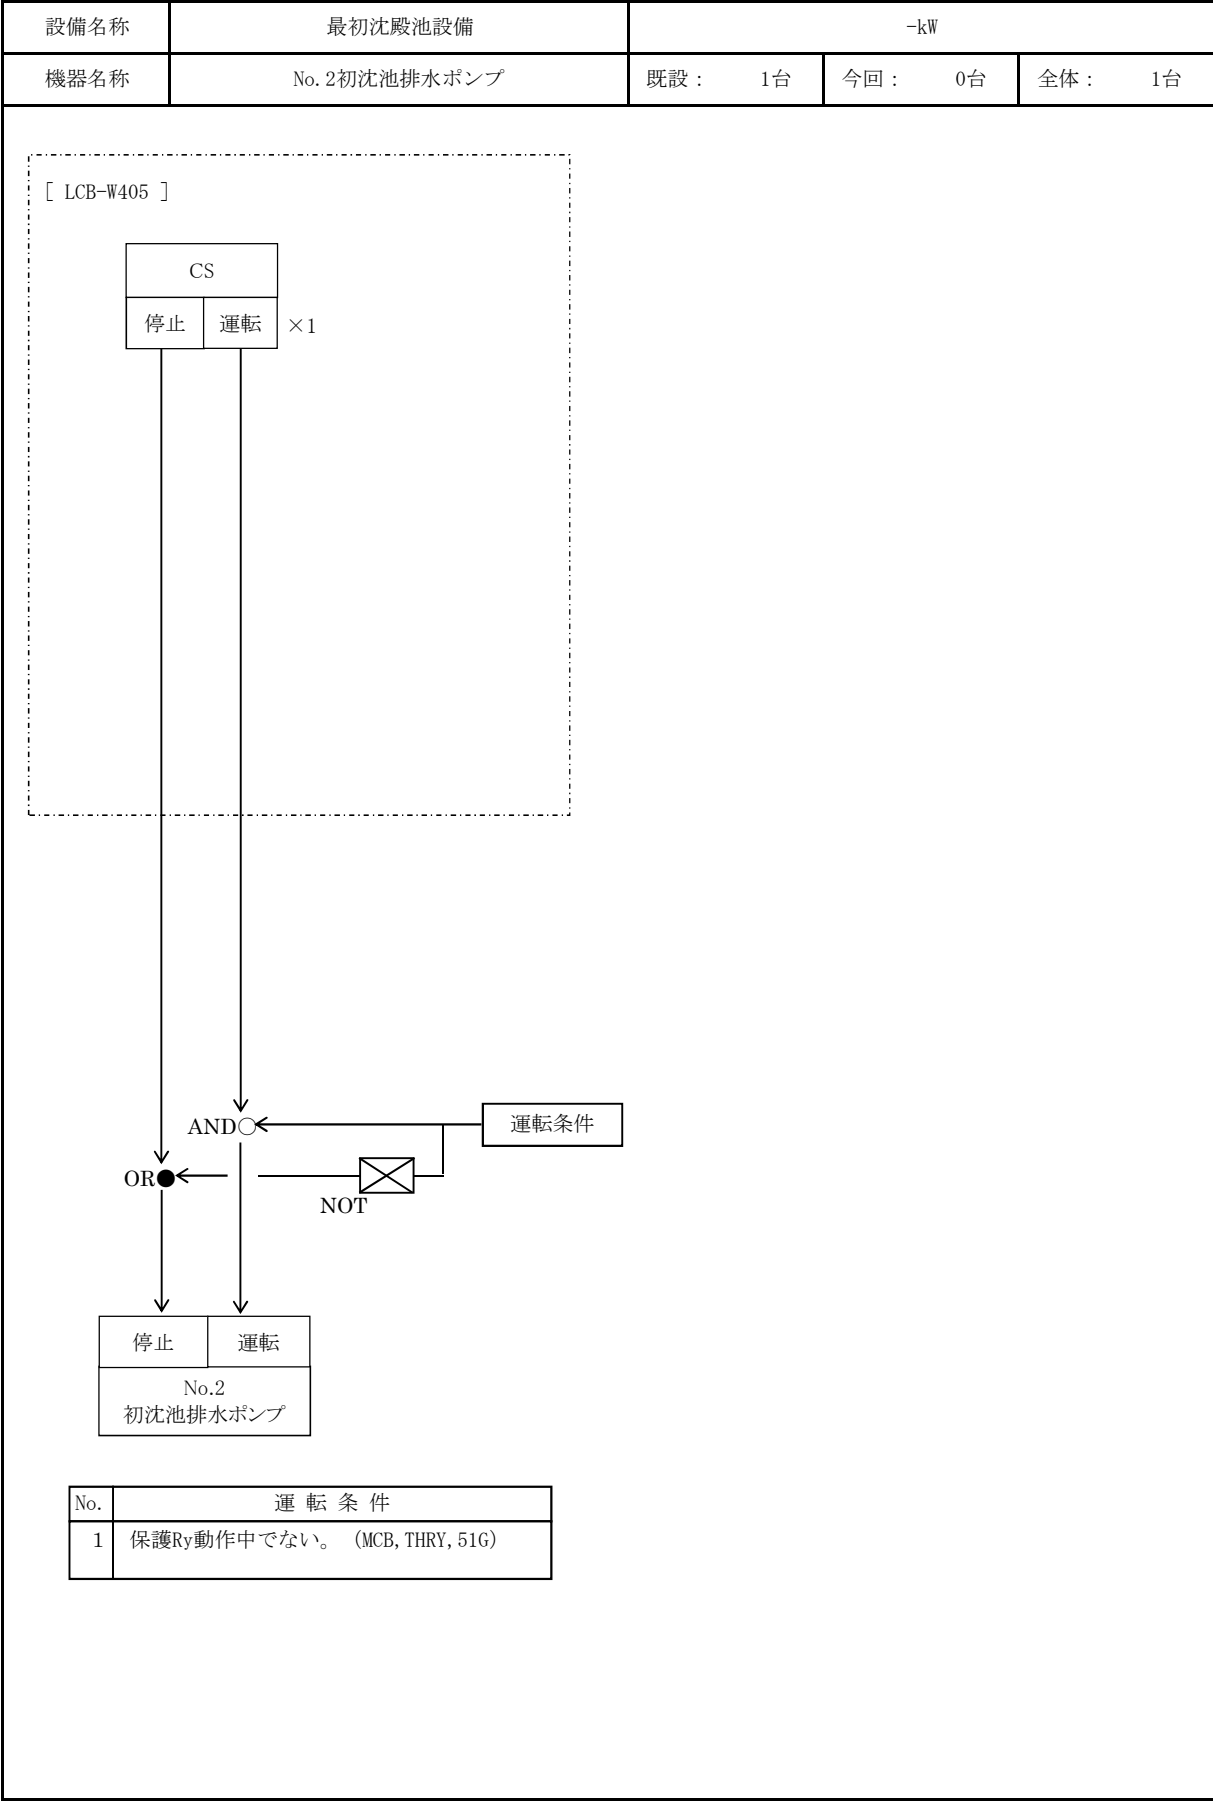 設備名称 最初沈殿池設備 -kW
機器名称 No.2初沈池排水ポンプ 既設： 1台 今回： 0台 全体： 1台
[ LCB-W405 ]
CS
停止 運転 ×1
運転条件
AND○
OR●
NOT
停止 運転
No.2
初沈池排水ポンプ
No. 運 転 条 件
1 保護Ry動作中でない。（MCB,THRY,51G）